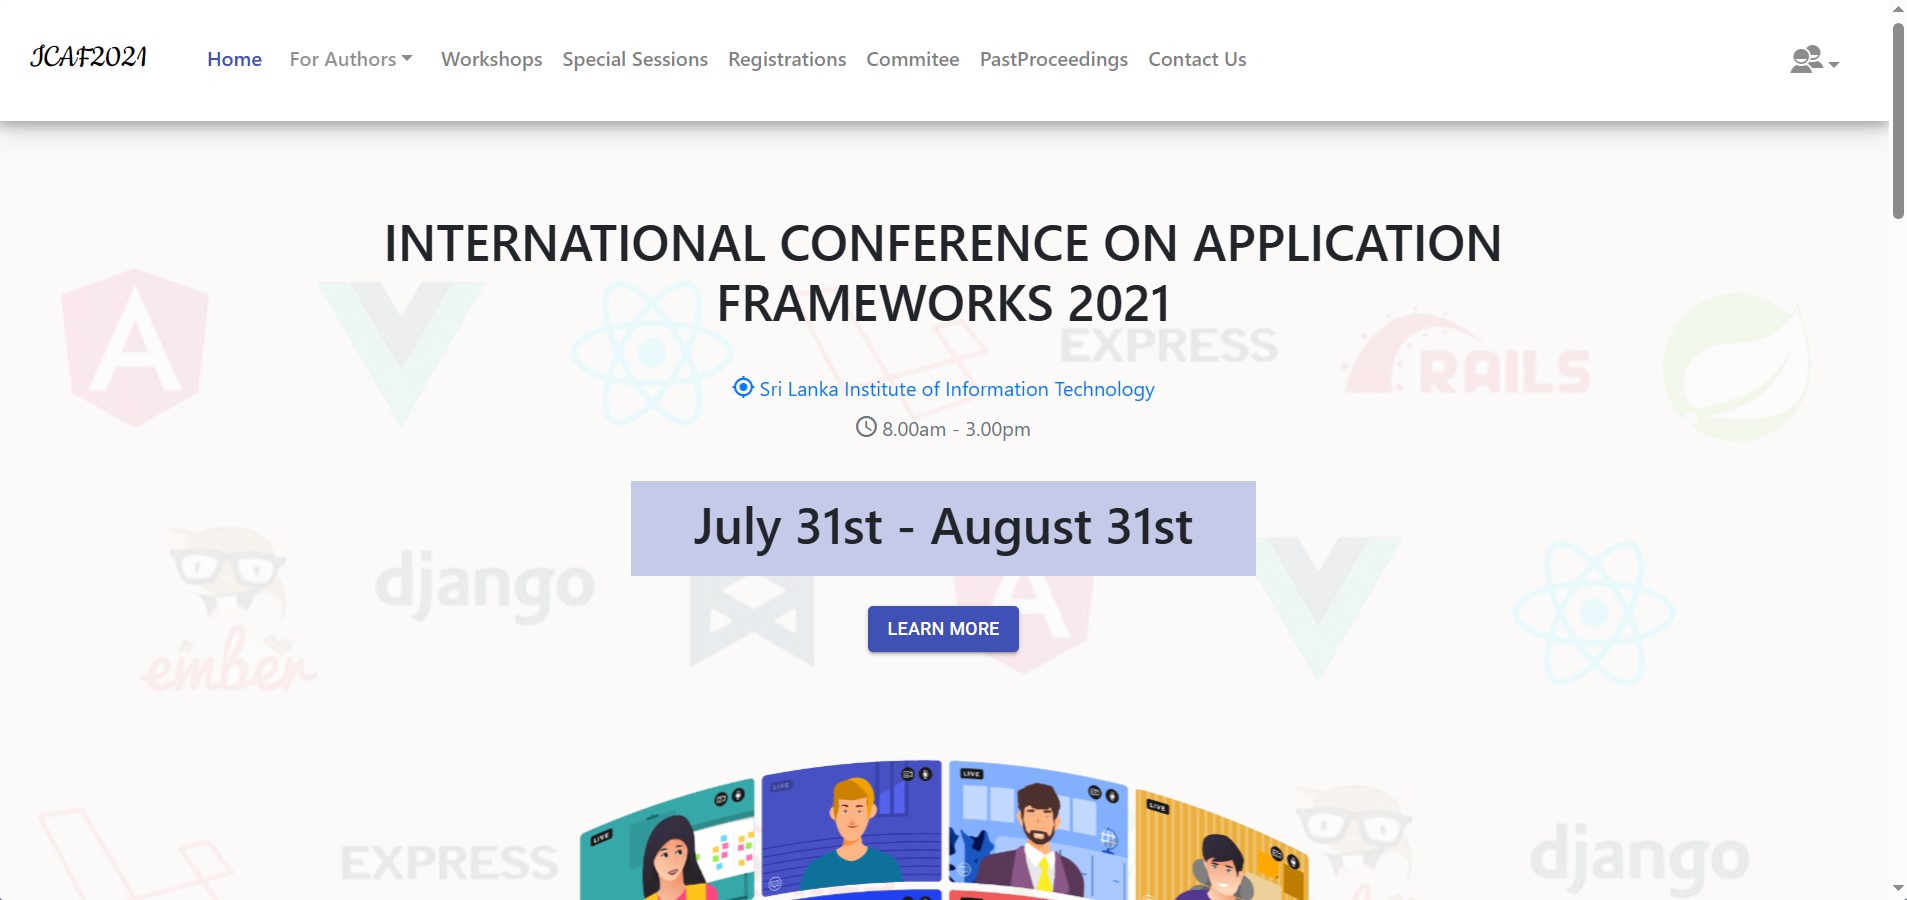 ICAF2021
Home For Authors Workshops Special Sessions Registrations Commitee PastProceedings Contact Us
INTERNATIONAL CONFERENCE ON APPLICATION
FRAMEWORKS 2021
EXPRESS
RAILS
Sri Lanka Institute of Information Technology
8.00am - 3.00pm
July 31st - August 31st
django
ember
LEARN MORE
LIVE
LIVE
LIVE
LIVE
EXPRESS
django